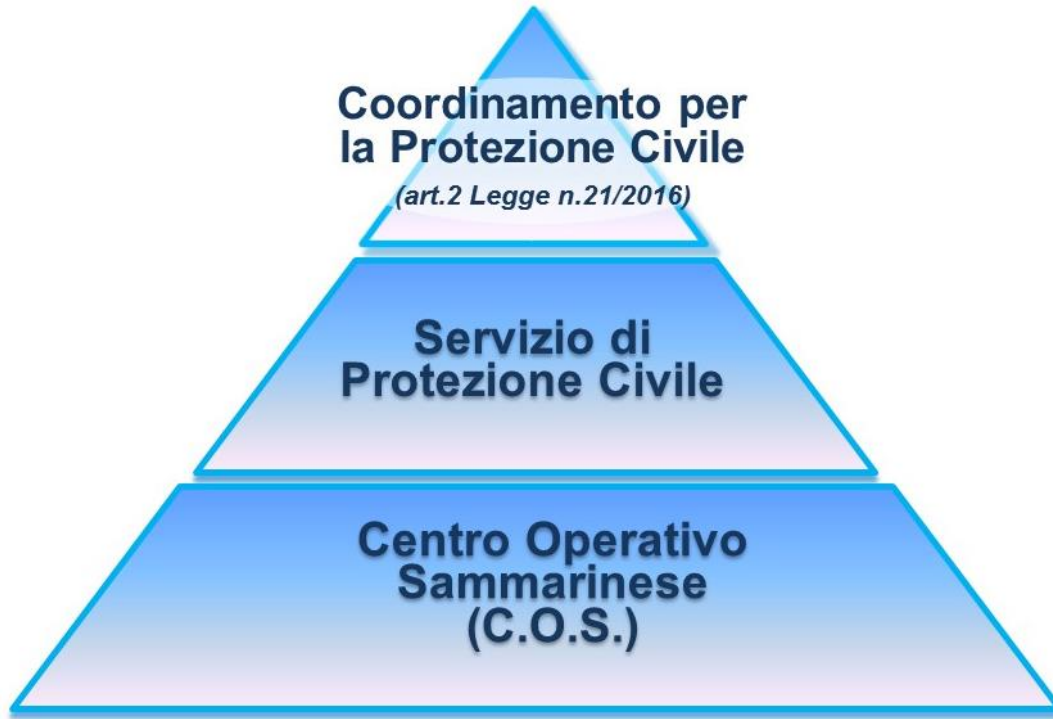 Coordinamento per
la Protezione Civile
(art.2 Legge n.21/2016)
Servizio di
Protezione Civile
Centro Operativo
Sammarinese
(C.O.S.)